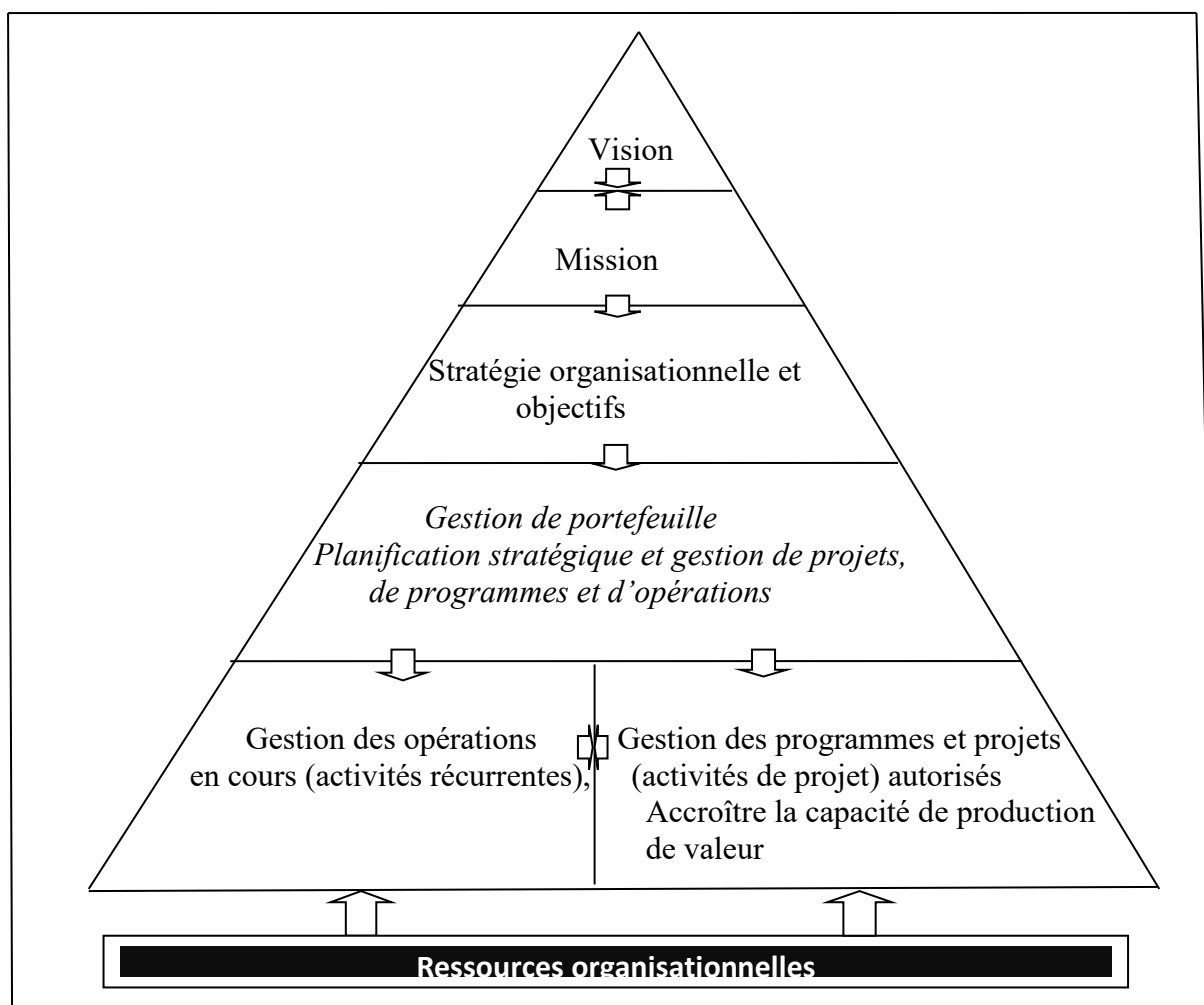 Vision
Mission
Stratégie organisationnelle et
objectifs
Gestion de portefeuille
Planification stratégique et gestion de projets,
de programmes et d’opérations
Gestion des opérations
en cours (activités récurrentes),
Gestion des programmes et projets
(activités de projet) autorisés
Accroître la capacité de production
de valeur
Ressources organisationnelles